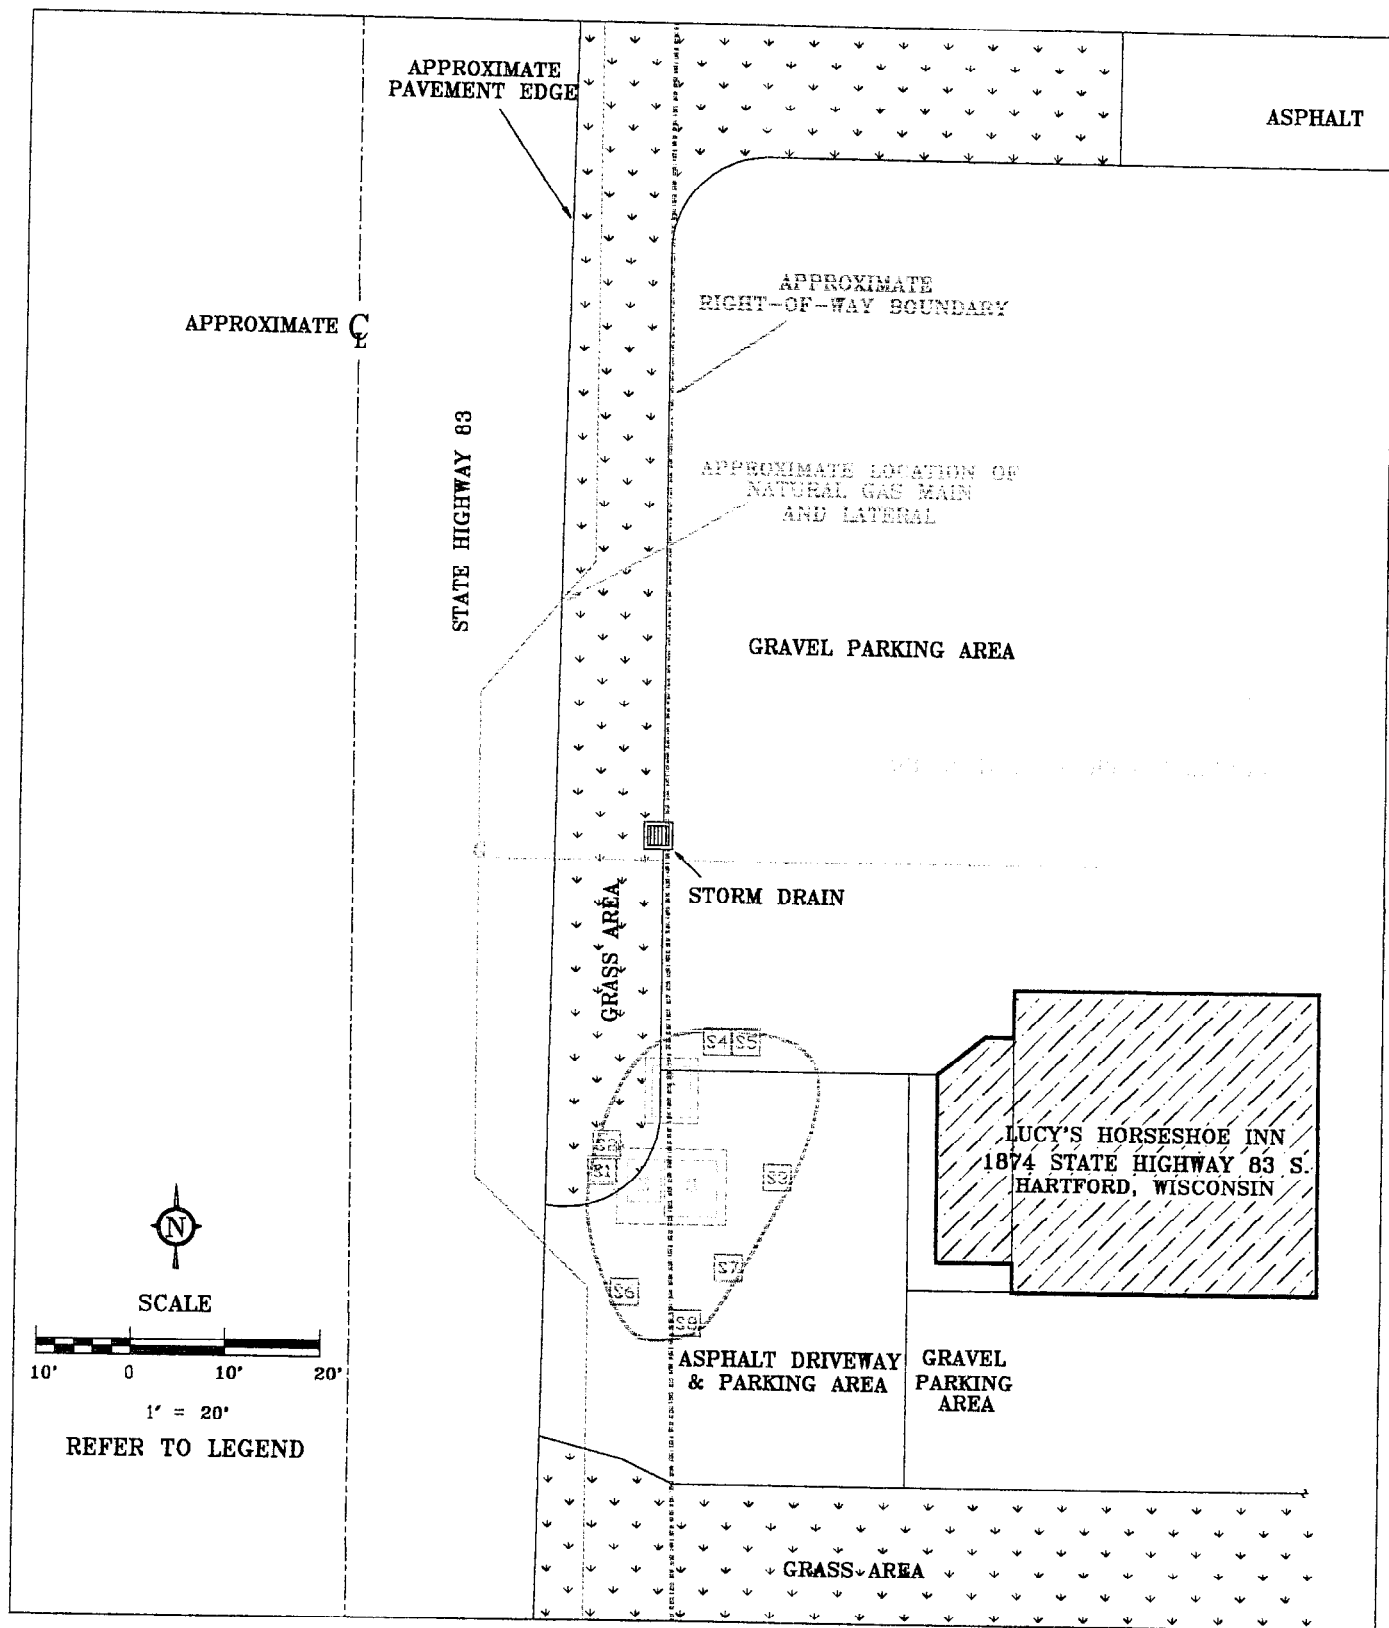 APPROXIMATE
PAVEMENT EDGE
ASPHALT
APPROXIMATE
RIGHT-OF-WAY BOUNDARY
APPROXIMATE ℄
STATE HIGHWAY 83
APPROXIMATE LOCATION OF
NATURAL GAS MAIN
AND LATERAL
GRAVEL PARKING AREA
G
STORM DRAIN
GRASS AREA
S4 S5
S2
S1
S3
LUCY'S HORSESHOE INN
1874 STATE HIGHWAY 83 S.
HARTFORD, WISCONSIN
N
S7
S6
S8
SCALE
10' 0 10' 20'
1" = 20'
REFER TO LEGEND
ASPHALT DRIVEWAY
& PARKING AREA
GRAVEL
PARKING
AREA
GRASS AREA